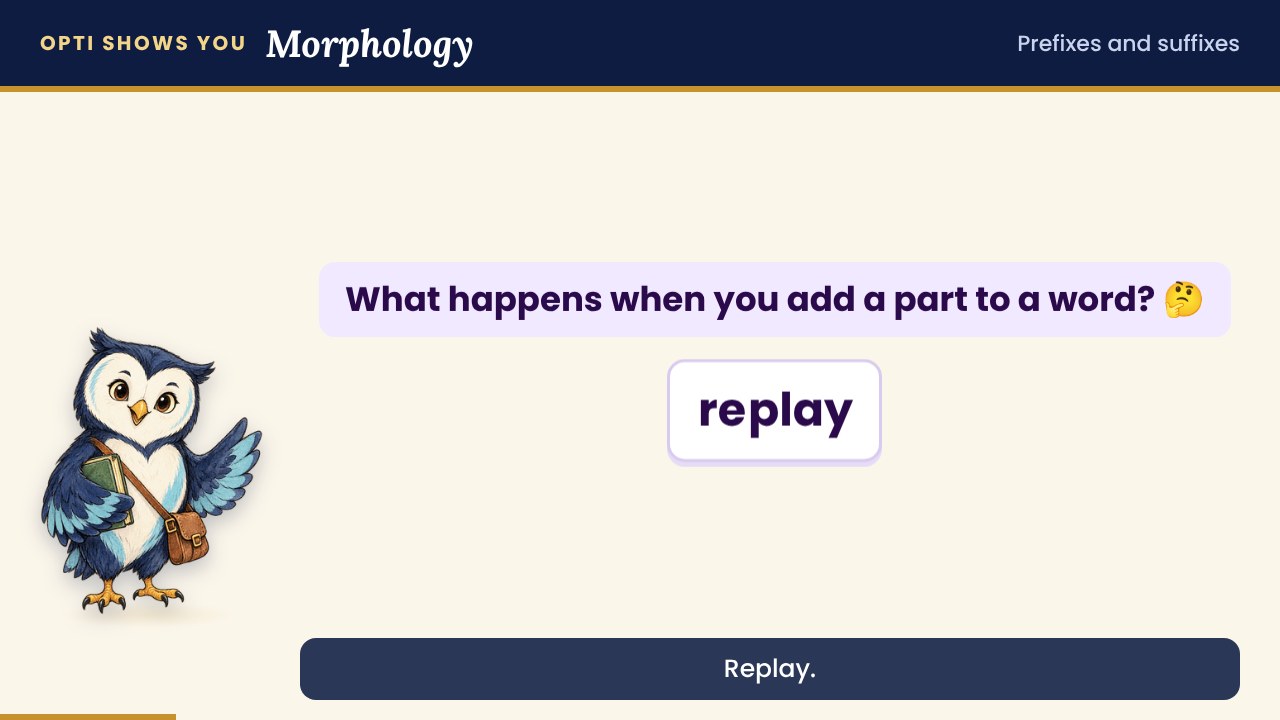 OPTI SHOWS YOU Morphology
Prefixes and suffixes
What happens when you add a part to a word? 🤔
replay
Replay.